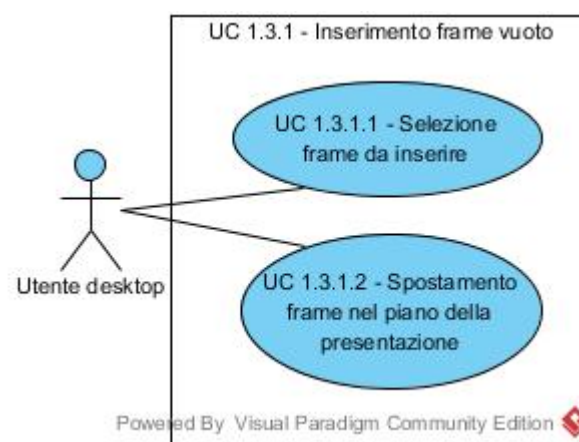 UC 1.3.1 - Inserimento frame vuoto
UC 1.3.1.1 - Selezione
frame da inserire
Utente desktop
UC 1.3.1.2 - Spostamento
frame nel piano della
presentazione
Powered By Visual Paradigm Community Edition